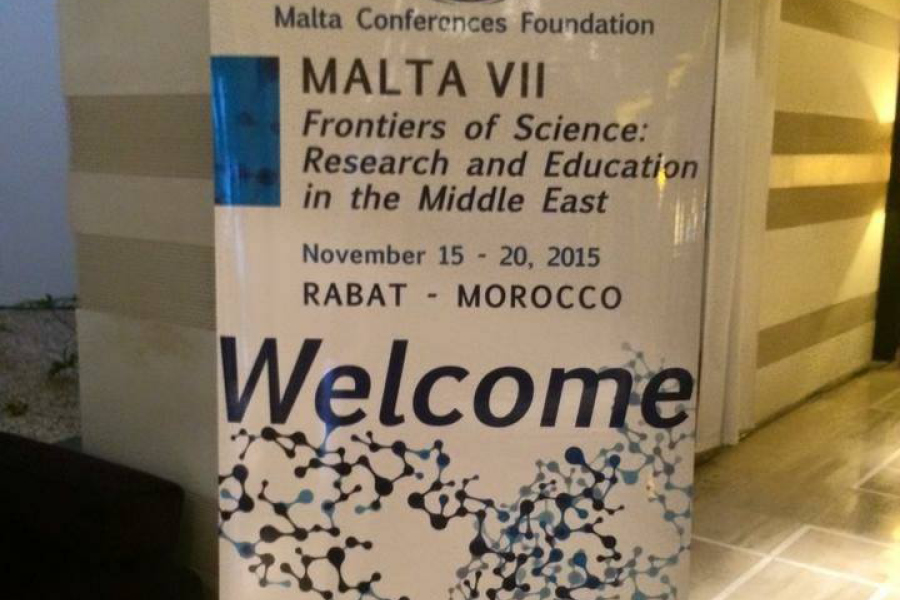 Malta Conferences Foundation
MALTA VII
Frontiers of Science:
Research and Education
in the Middle East
November 15 - 20, 2015
RABAT - MOROCCO
Welcome